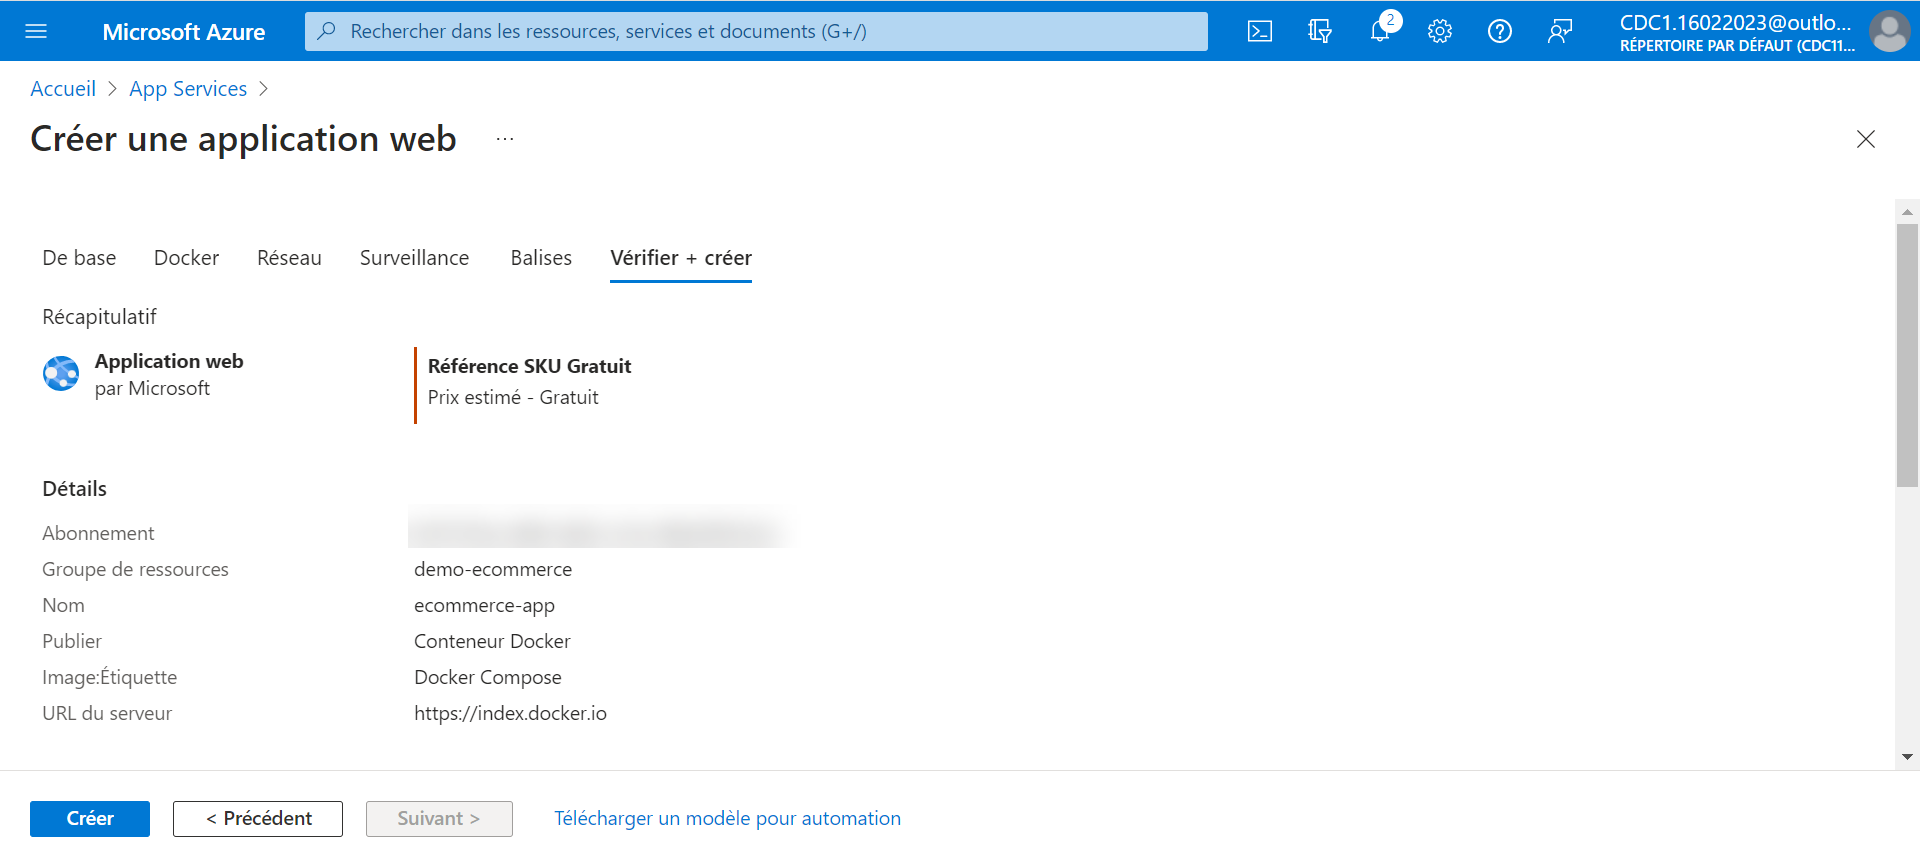 Microsoft Azure
Rechercher dans les ressources, services et documents (G+/)
2
CDC1.16022023@outlo...
RÉPERTOIRE PAR DÉFAUT (CDC11...
Accueil > App Services >
Créer une application web ...
De base Docker Réseau Surveillance Balises Vérifier + créer
Récapitulatif
Application web
par Microsoft
Référence SKU Gratuit
Prix estimé - Gratuit
Détails
Abonnement
Groupe de ressources demo-ecommerce
Nom ecommerce-app
Publier Conteneur Docker
Image:Étiquette Docker Compose
URL du serveur https://index.docker.io
Créer < Précédent Suivant > Télécharger un modèle pour automation